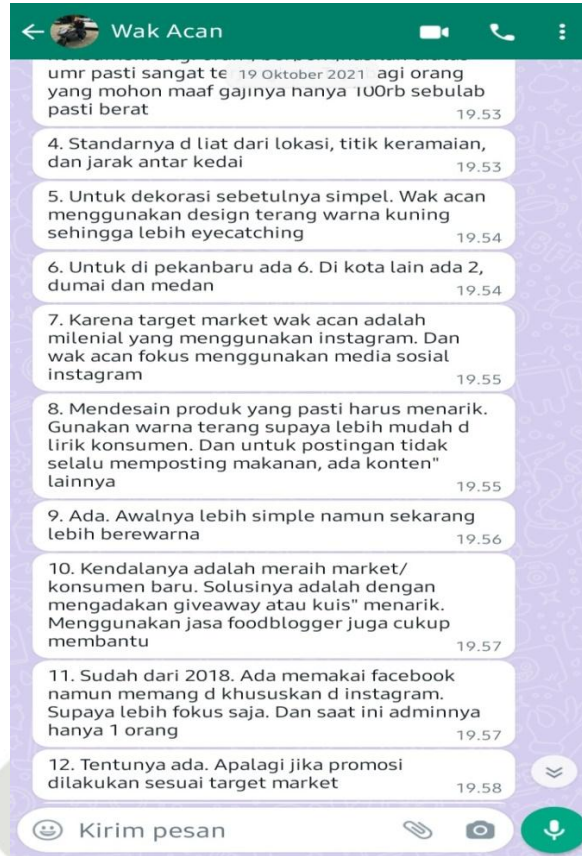 Wak Acan
19 Oktober 2021
umr pasti sangat te agi orang
yang mohon maaf gajinya hanya 100rb sebulab
pasti berat
19.53
4. Standarnya d liat dari lokasi, titik keramaian,
dan jarak antar kedai
19.53
5. Untuk dekorasi sebetulnya simpel. Wak acan
menggunakan design terang warna kuning
sehingga lebih eyecatching
19.54
6. Untuk di pekanbaru ada 6. Di kota lain ada 2,
dumai dan medan
19.54
7. Karena target market wak acan adalah
milenial yang menggunakan instagram. Dan
wak acan fokus menggunakan media sosial
instagram
19.55
8. Mendesain produk yang pasti harus menarik.
Gunakan warna terang supaya lebih mudah d
lirik konsumen. Dan untuk postingan tidak
selalu memposting makanan, ada konten"
lainnya
19.55
9. Ada. Awalnya lebih simple namun sekarang
lebih berewarna
19.56
10. Kendalanya adalah meraih market/
konsumen baru. Solusinya adalah dengan
mengadakan giveaway atau kuis" menarik.
Menggunakan jasa foodblogger juga cukup
membantu
19.57
11. Sudah dari 2018. Ada memakai facebook
namun memang d khususkan d instagram.
Supaya lebih fokus saja. Dan saat ini adminnya
hanya 1 orang
19.57
12. Tentunya ada. Apalagi jika promosi
dilakukan sesuai target market
19.58
Kirim pesan